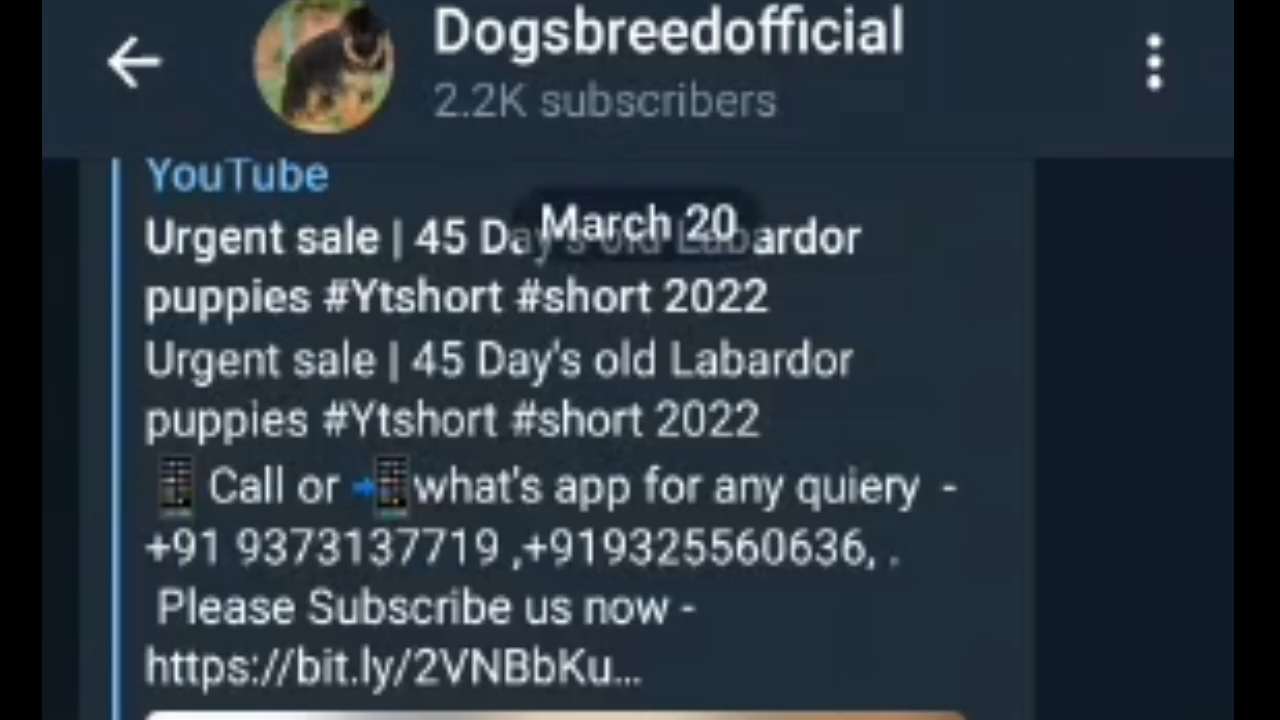 Dogsbreedofficial
2.2K subscribers
YouTube
March 20
Urgent sale | 45 Day's old Labardor
puppies #Ytshort #short 2022
Urgent sale | 45 Day's old Labardor
puppies #Ytshort #short 2022
Call or what's app for any quiery -
+91 9373137719 ,+919325560636, .
Please Subscribe us now -
https://bit.ly/2VNBbKu...